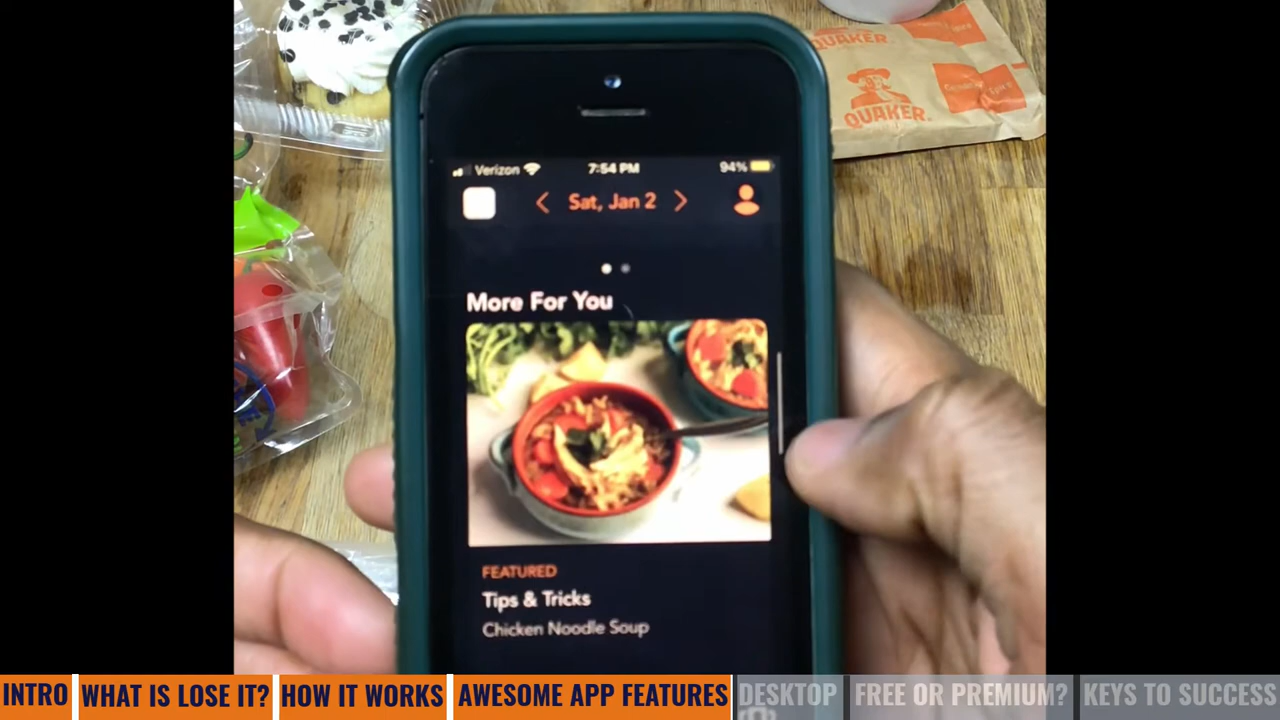 QUAKER
QUAKER
Verizon 7:54 PM 94%
Sat, Jan 2
More For You
FEATURED
Tips & Tricks
Chicken Noodle Soup
INTRO WHAT IS LOSE IT? HOW IT WORKS AWESOME APP FEATURES DESKTOP FREE OR PREMIUM? KEYS TO SUCCESS